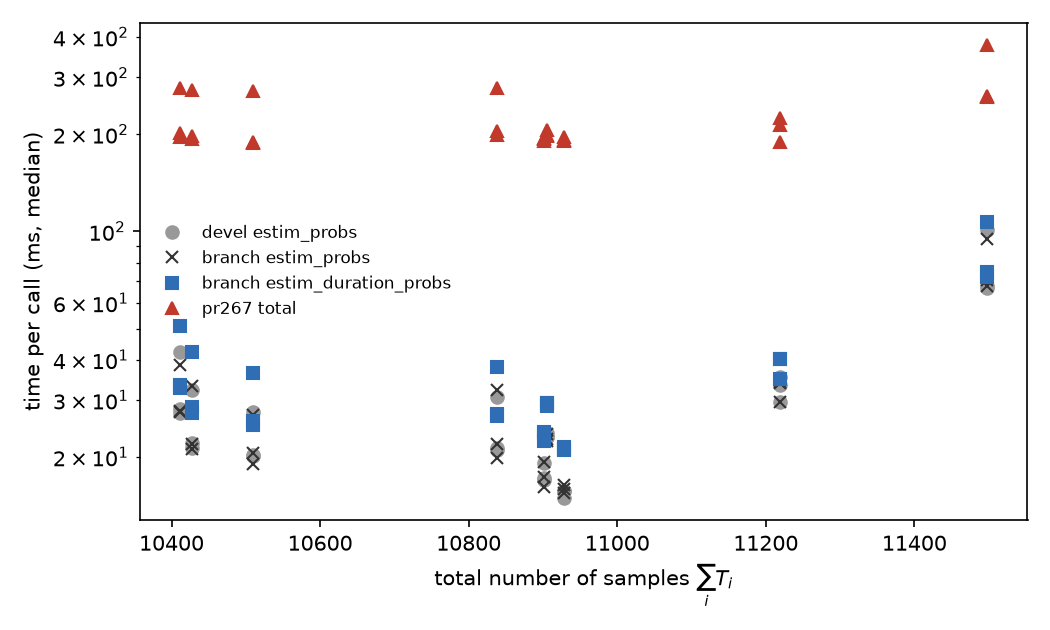 4 × 10²
3 × 10²
2 × 10²
10²
6 × 10¹
4 × 10¹
3 × 10¹
2 × 10¹
time per call (ms, median)
devel estim_probs
branch estim_probs
branch estim_duration_probs
pr267 total
10400 10600 10800 11000 11200 11400
total number of samples ∑ᵢ Tᵢ